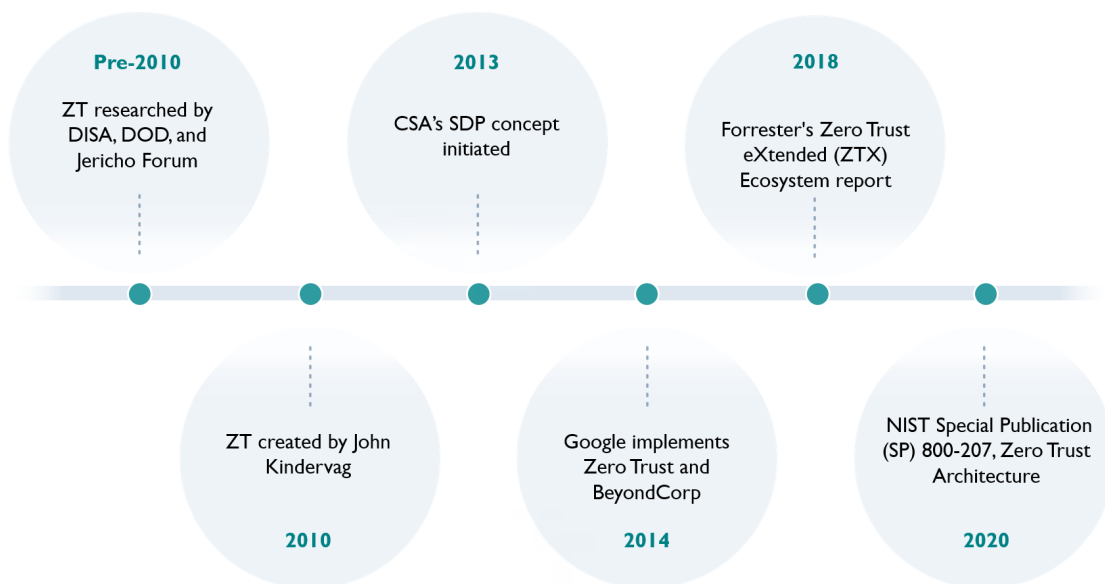 Pre-2010
ZT researched by
DISA, DOD, and
Jericho Forum
2013
CSA's SDP concept
initiated
2018
Forrester's Zero Trust
eXtended (ZTX)
Ecosystem report
ZT created by John
Kindervag
2010
Google implements
Zero Trust and
BeyondCorp
2014
NIST Special Publication
(SP) 800-207, Zero Trust
Architecture
2020